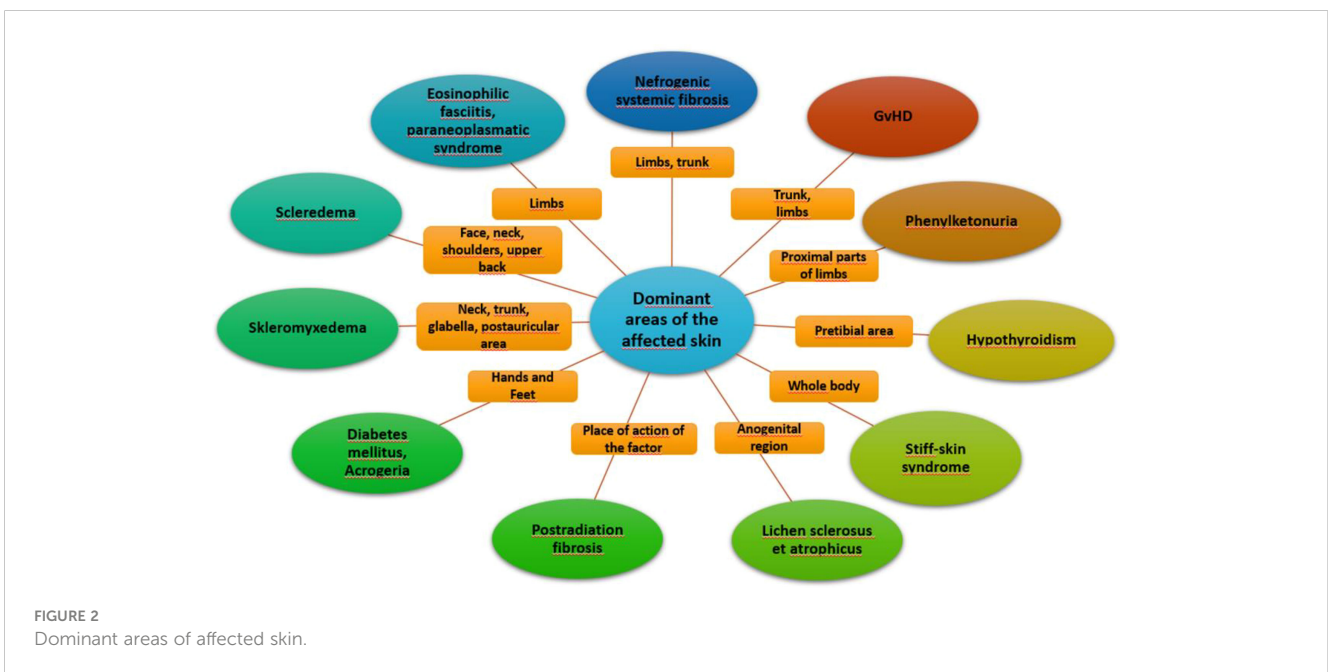 Nefrogenic
systemic fibrosis
Limbs, trunk
GvHD
Trunk,
limbs
Phenylketonuria
Proximal parts
of limbs
Hypothyroidism
Pretibial area
Stiff-skin
syndrome
Whole body
Lichen sclerosus
et atrophicus
Anogenital
region
Postradiation
fibrosis
Place of action of
the factor
Diabetes
mellitus,
Acrogeria
Hands and
Feet
Skleromyxedema
Neck, trunk,
glabella, postauricular
area
Scleredema
Face, neck,
shoulders, upper
back
Eosinophilic
fasciitis,
paraneoplasmatic
syndrome
Limbs
Dominant
areas of the
affected skin
FIGURE 2
Dominant areas of affected skin.